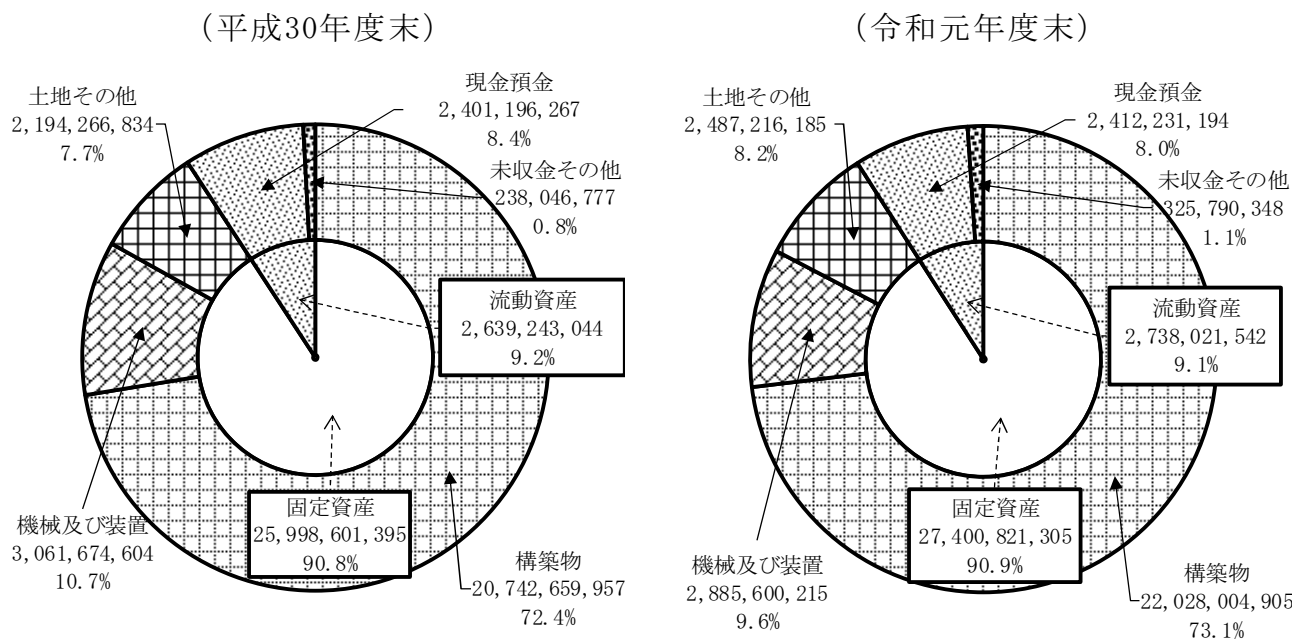 (平成30年度末)
土地その他
2,194,266,834
7.7%
現金預金
2,401,196,267
8.4%
未収金その他
238,046,777
0.8%
流動資産
2,639,243,044
9.2%
固定資産
25,998,601,395
90.8%
機械及び装置
3,061,674,604
10.7%
構築物
20,742,659,957
72.4%
(令和元年度末)
土地その他
2,487,216,185
8.2%
現金預金
2,412,231,194
8.0%
未収金その他
325,790,348
1.1%
流動資産
2,738,021,542
9.1%
固定資産
27,400,821,305
90.9%
機械及び装置
2,885,600,215
9.6%
構築物
22,028,004,905
73.1%